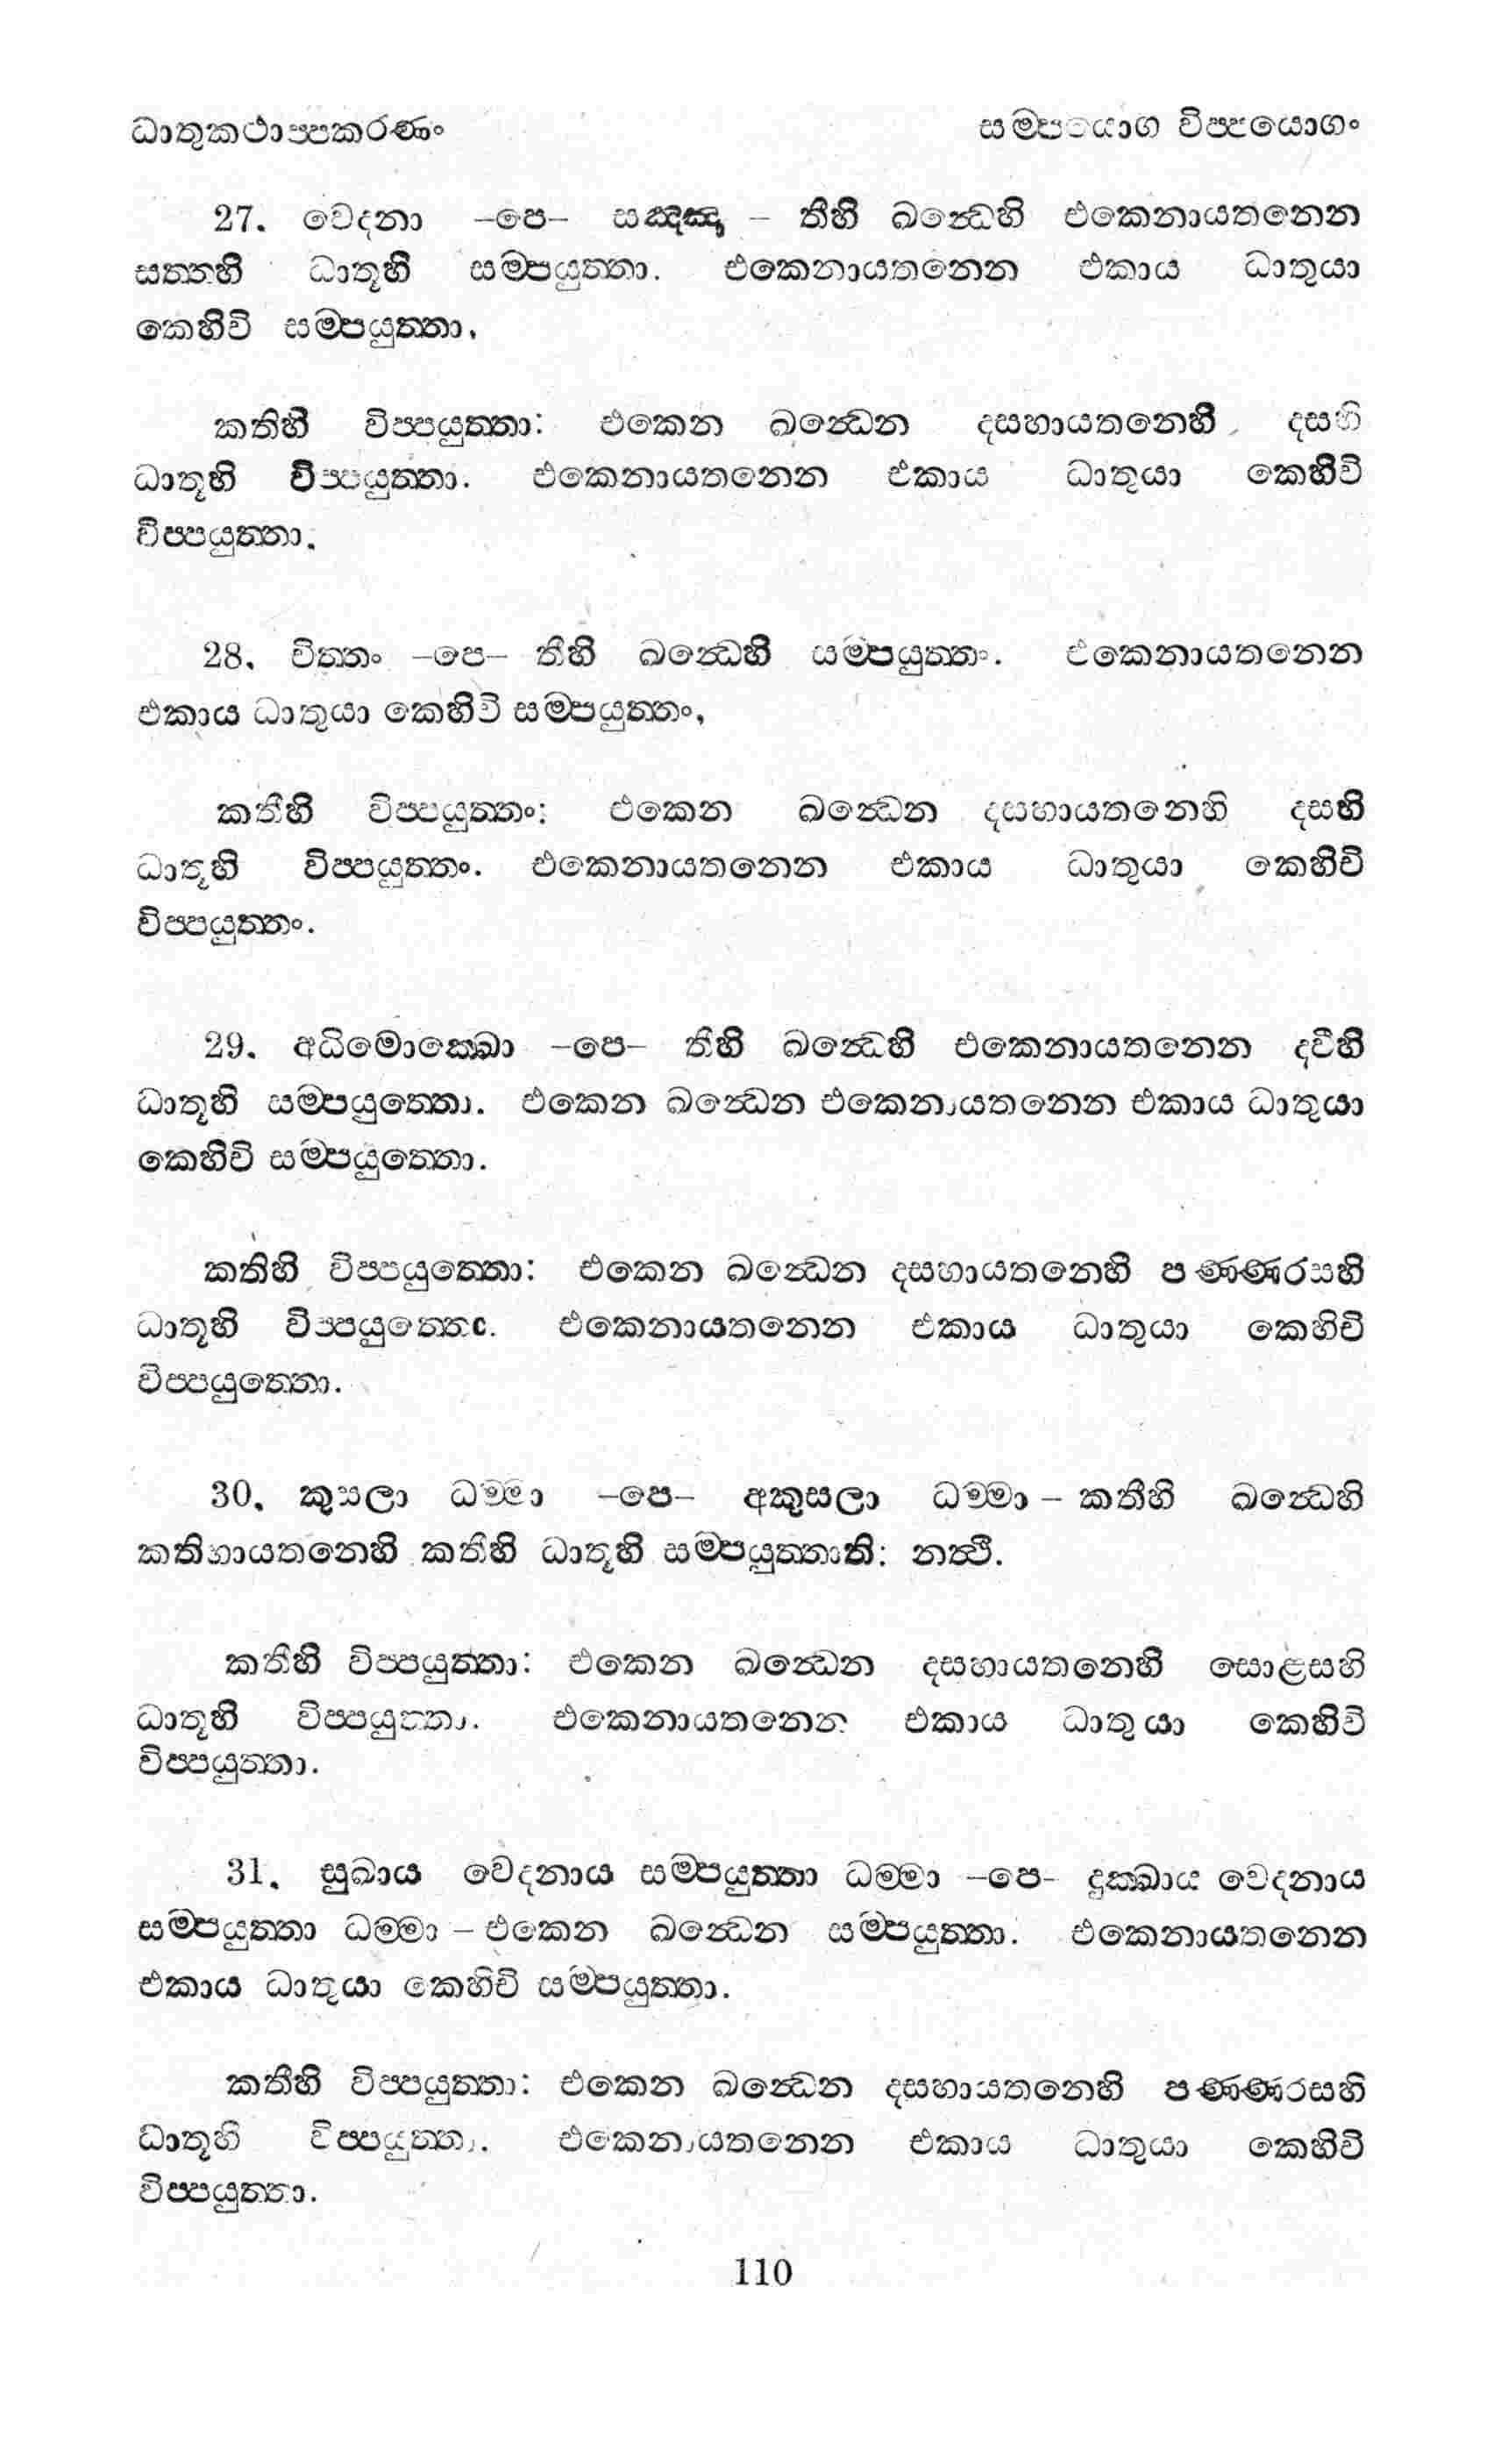 ධාතුකථාප්‍පකරණං සම්පයොග විප්‍පයොගං
27. වෙදනා –පෙ– සඤ්ඤා – තීහි ඛන්‍ධෙහි එකෙනායතනෙන
සත්‍තහි ධාතූහි සම්පයුත්‍තා. එකෙනායතනෙන එකාය ධාතුයා
කෙහිචි සම්පයුත්‍තා,
කතිහි විප්‍පයුත්‍තා: එකෙන ඛන්‍ධෙන දසහායතනෙහි, දසහි
ධාතූහි විප්‍පයුත්‍තා. එකෙනායතනෙන එකාය ධාතුයා කෙහිචි
විප්‍පයුත්‍තා.
28. චිත්‍තං –පෙ– තීහි ඛන්‍ධෙහි සම්පයුත්‍තං. එකෙනායතනෙන
එකාය ධාතුයා කෙහිචි සම්පයුත්‍තං,
කතීහි විප්‍පයුත්‍තං: එකෙන ඛන්‍ධෙන දසහායතනෙහි දසහි
ධාතූහි විප්‍පයුත්‍තං. එකෙනායතනෙන එකාය ධාතුයා කෙහිචි
විප්‍පයුත්‍තං.
29. අධිමොක්‍ඛො –පෙ– තීහි ඛන්‍ධෙහි එකෙනායතනෙන ද්‍වීහි
ධාතූහි සම්පයුත්‍තො. එකෙන ඛන්‍ධෙන එකෙනායතනෙන එකාය ධාතුයා
කෙහිචි සම්පයුත්‍තො.
කතිහි විප්‍පයුත්‍තො: එකෙන ඛන්‍ධෙන දසහායතනෙහි පණ්‍ණරසහි
ධාතූහි විප්‍පයුත්‍තො. එකෙනායතනෙන එකාය ධාතුයා කෙහිචි
විප්‍පයුත්‍තො.
30. කුසලා ධම්මා –පෙ– අකුසලා ධම්මා – කතීහි ඛන්‍ධෙහි
කතිහායතනෙහි කතීහි ධාතූහි සම්පයුත්‍තාති: නත්‍ථි.
කතීහි විප්‍පයුත්‍තා: එකෙන ඛන්‍ධෙන දසහායතනෙහි සොළසහි
ධාතූහි විප්‍පයුත්‍තා. එකෙනායතනෙන එකාය ධාතුයා කෙහිචි
විප්‍පයුත්‍තා.
31. සුඛාය වෙදනාය සම්පයුත්‍තා ධම්මා –පෙ– දුක්‍ඛාය වෙදනාය
සම්පයුත්‍තා ධම්මා – එකෙන ඛන්‍ධෙන සම්පයුත්‍තා. එකෙනායතනෙන
එකාය ධාතුයා කෙහිචි සම්පයුත්‍තා.
කතීහි විප්‍පයුත්‍තා: එකෙන ඛන්‍ධෙන දසහායතනෙහි පණ්‍ණරසහි
ධාතූහි විප්‍පයුත්‍තා. එකෙනායතනෙන එකාය ධාතුයා කෙහිචි
විප්‍පයුත්‍තා.
110